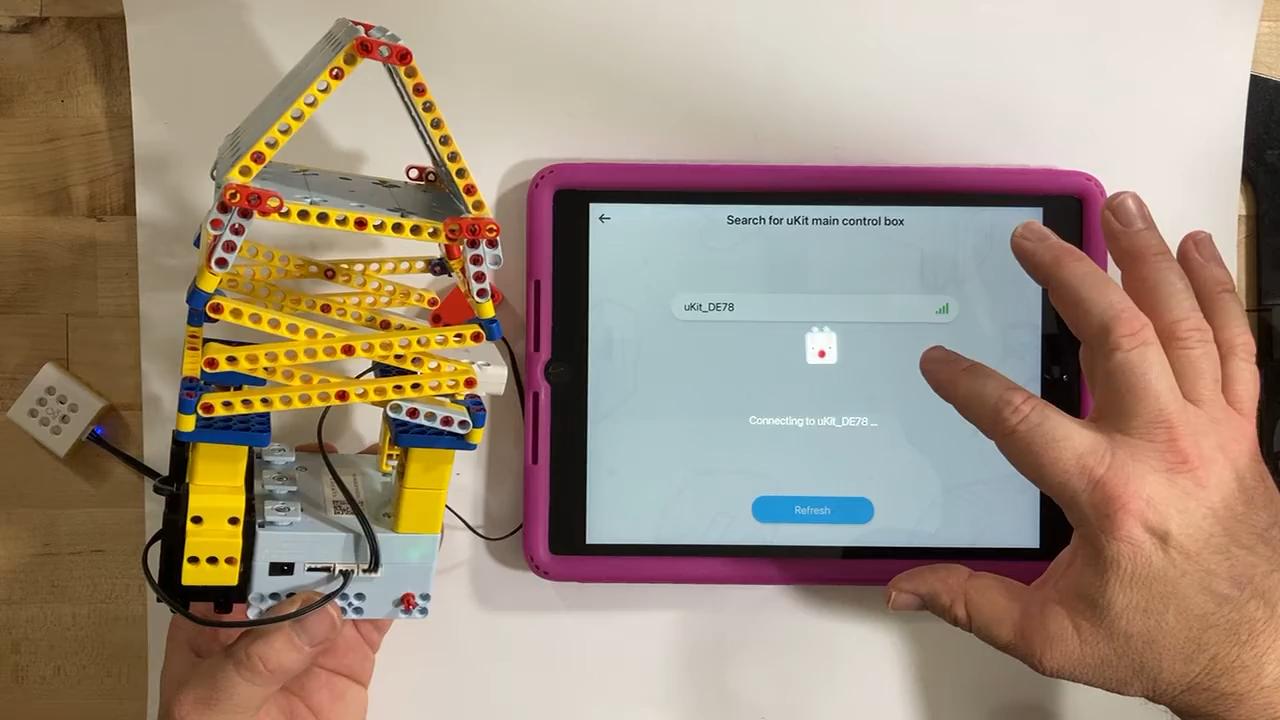 Search for uKit main control box
uKit_DE78
Connecting to uKit_DE78 ...
Refresh